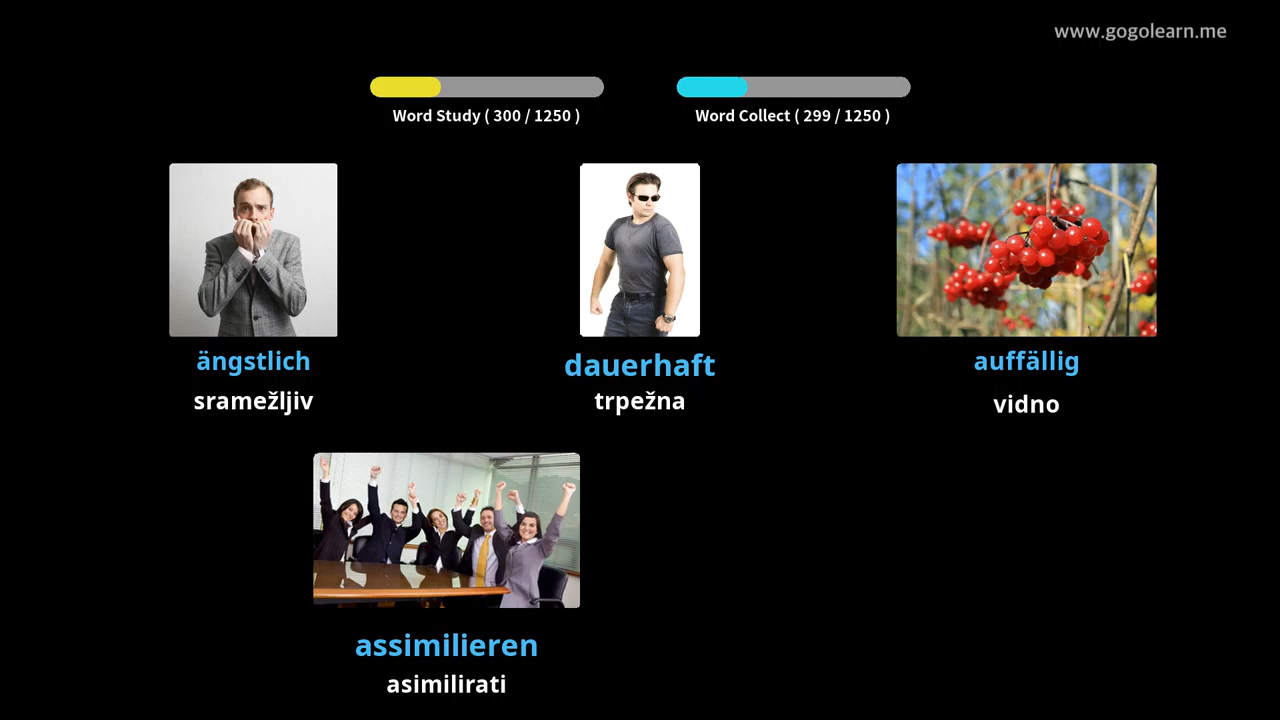 www.gogolearn.me
Word Study ( 300 / 1250 )
Word Collect ( 299 / 1250 )
ängstlich
sramežljiv
dauerhaft
trpežna
auffällig
vidno
assimilieren
asimilirati